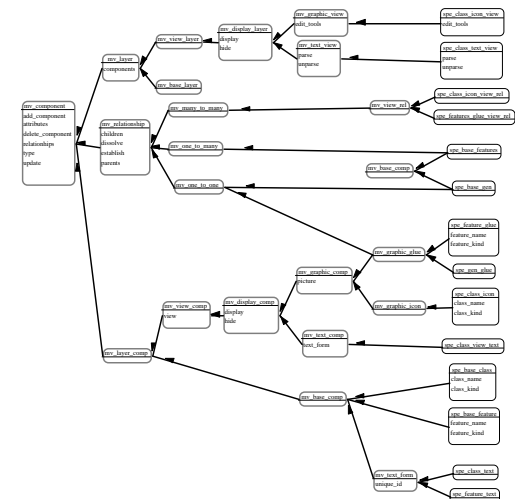 mv_graphic_view
edit_tools
spe_class_icon_view
edit_tools
mv_display_layer
display
hide
mv_view_layer
mv_text_view
parse
unparse
spe_class_text_view
parse
unparse
mv_layer
components
mv_base_layer
spe_class_icon_view_rel
mv_component
add_component
attributes
delete_component
relationships
type
update
mv_many_to_many
mv_view_rel
spe_features_glue_view_rel
mv_relationship
children
dissolve
establish
parents
mv_one_to_many
spe_base_features
mv_base_comp
mv_one_to_one
spe_base_gen
spe_feature_glue
feature_name
feature_kind
mv_graphic_glue
mv_graphic_comp
picture
spe_gen_glue
mv_view_comp
view
mv_display_comp
display
hide
mv_graphic_icon
spe_class_icon
class_name
class_kind
mv_text_comp
text_form
spe_class_view_text
mv_layer_comp
spe_base_class
class_name
class_kind
mv_base_comp
spe_base_feature
feature_name
feature_kind
mv_text_form
unique_id
spe_class_text
spe_feature_text